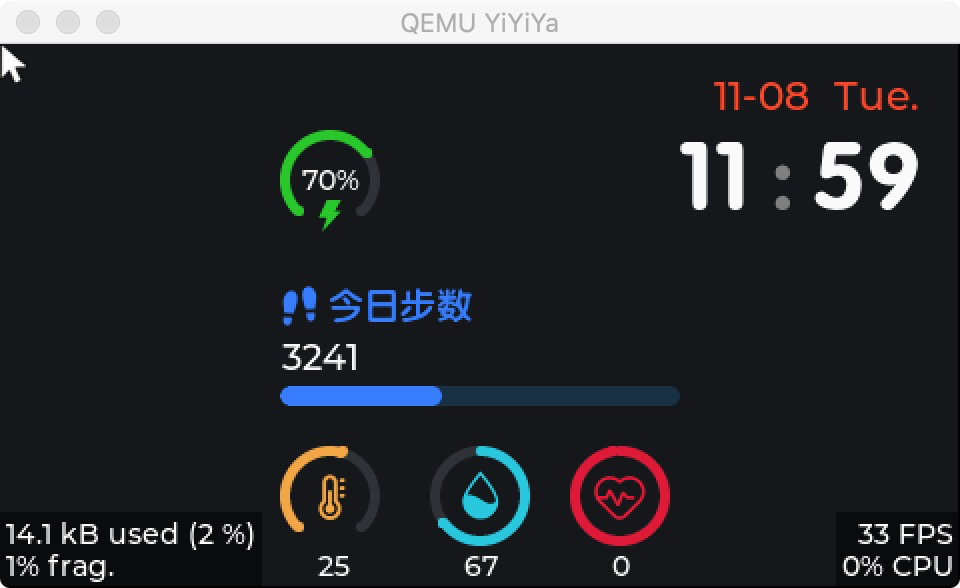 QEMU YiYiYa
11-08 Tue.
70%
11:59
今日步数
3241
14.1 kB used (2 %)
1% frag.
25
67
0
33 FPS
0% CPU